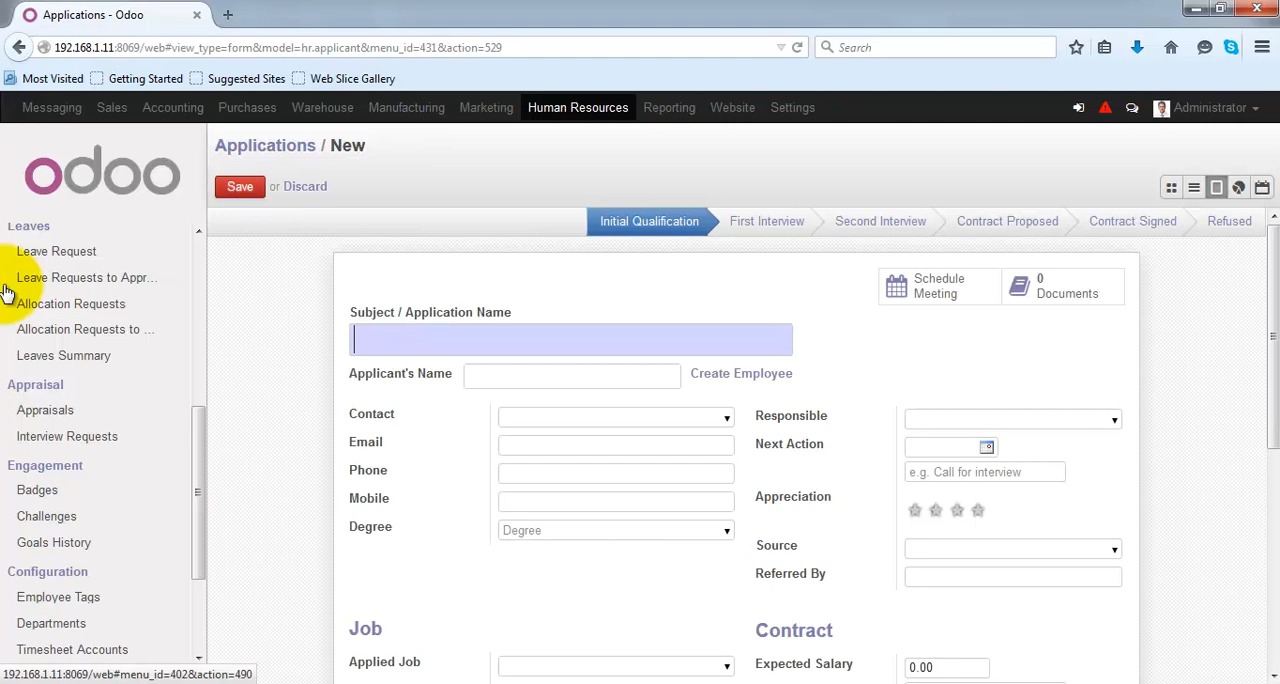 Applications - Odoo
192.168.1.11:8069/web#view_type=form&model=hr.applicant&menu_id=431&action=529
Search
Most Visited Getting Started Suggested Sites Web Slice Gallery
Messaging Sales Accounting Purchases Warehouse Manufacturing Marketing Human Resources Reporting Website Settings Administrator
odoo
Applications / New
Save or Discard
Initial Qualification First Interview Second Interview Contract Proposed Contract Signed Refused
Leaves
Leave Request
Leave Requests to Appr...
Allocation Requests
Allocation Requests to ...
Leaves Summary
Appraisal
Appraisals
Interview Requests
Engagement
Badges
Challenges
Goals History
Configuration
Employee Tags
Departments
Timesheet Accounts
Schedule
Meeting
0
Documents
Subject / Application Name
Applicant's Name
Create Employee
Contact
Email
Phone
Mobile
Degree
Degree
Responsible
Next Action
e.g. Call for interview
Appreciation
Source
Referred By
Job
Applied Job
Contract
Expected Salary
0.00
192.168.1.11:8069/web#menu_id=402&action=490